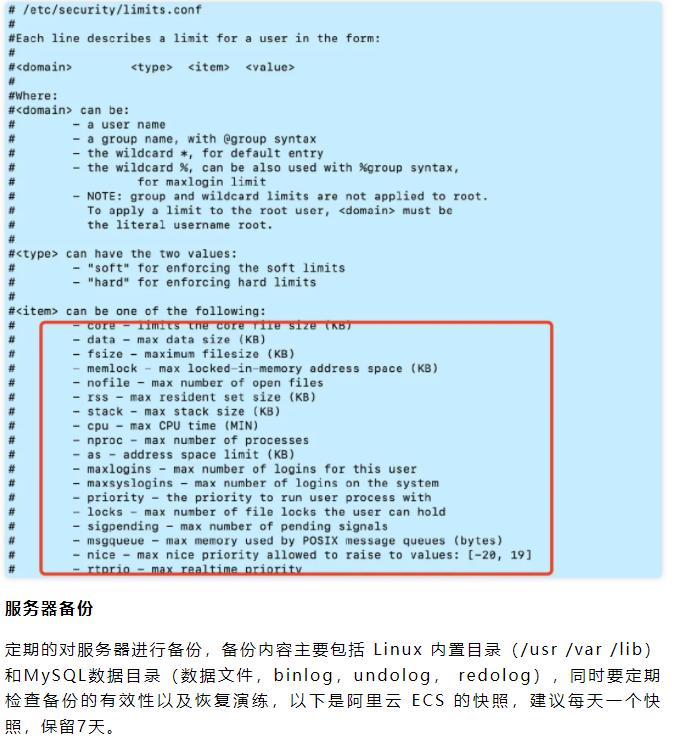 # /etc/security/limits.conf
#
#Each line describes a limit for a user in the form:
#
#<domain>        <type>  <item>  <value>
#
#Where:
#<domain> can be:
#        - a user name
#        - a group name, with @group syntax
#        - the wildcard *, for default entry
#        - the wildcard %, can be also used with %group syntax,
#                 for maxlogin limit
#        - NOTE: group and wildcard limits are not applied to root.
#          To apply a limit to the root user, <domain> must be
#          the literal username root.
#
#<type> can have the two values:
#        - "soft" for enforcing the soft limits
#        - "hard" for enforcing hard limits
#
#<item> can be one of the following:
#        - core - limits the core file size (KB)
#        - data - max data size (KB)
#        - fsize - maximum filesize (KB)
#        - memlock - max locked-in-memory address space (KB)
#        - nofile - max number of open files
#        - rss - max resident set size (KB)
#        - stack - max stack size (KB)
#        - cpu - max CPU time (MIN)
#        - nproc - max number of processes
#        - as - address space limit (KB)
#        - maxlogins - max number of logins for this user
#        - maxsyslogins - max number of logins on the system
#        - priority - the priority to run user process with
#        - locks - max number of file locks the user can hold
#        - sigpending - max number of pending signals
#        - msgqueue - max memory used by POSIX message queues (bytes)
#        - nice - max nice priority allowed to raise to values: [-20, 19]
#        - rtprio - max realtime priority
服务器备份
定期的对服务器进行备份，备份内容主要包括 Linux 内置目录（/usr /var /lib）
和MySQL数据目录（数据文件，binlog，undolog， redolog），同时要定期
检查备份的有效性以及恢复演练，以下是阿里云 ECS 的快照，建议每天一个快
照，保留7天。